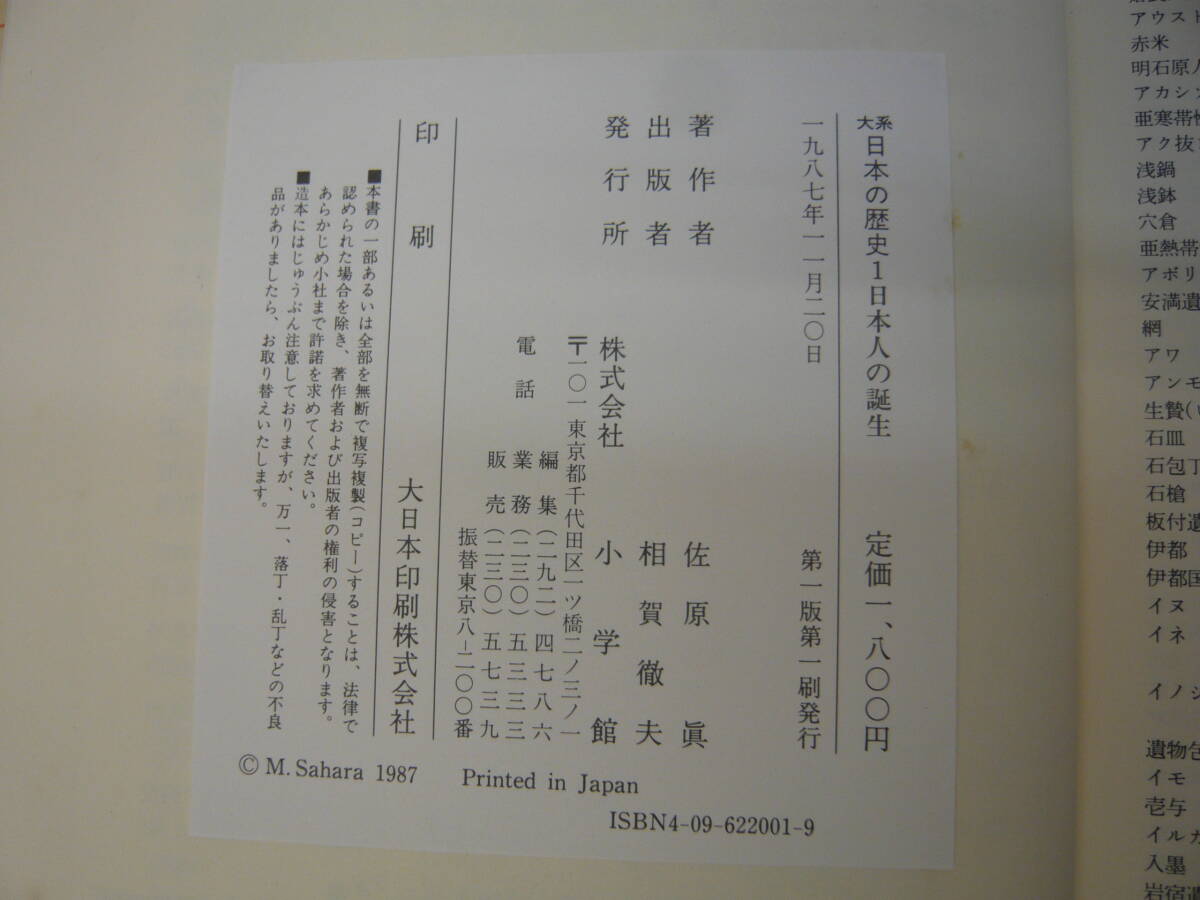 大系日本の歴史1日本人の誕生 定価一、八〇〇円
一九八七年一一月二〇日 第一版第一刷発行
著作者 佐原眞
出版者 相賀徹夫
発行所 株式会社 小学館
〒一〇一 東京都千代田区一ツ橋二ノ三ノ一
電話 編集(二九二)四七八六
業務(二三〇)五三三三
販売(二三〇)五七三九
振替東京八-二〇〇番
印刷 大日本印刷株式会社
■本書の一部あるいは全部を無断で複写複製(コピー)することは、法律で
認められた場合を除き、著作者および出版者の権利の侵害となります。
あらかじめ小社まで許諾を求めてください。
■造本にはじゅうぶん注意しておりますが、万一、落丁・乱丁などの不良
品がありましたら、お取り替えいたします。
© M. Sahara 1987 Printed in Japan
ISBN4-09-622001-9
アウスト
赤米
明石原人
アカシ
亜寒帯
アク抜
浅鍋
浅鉢
穴倉
亜熱帯
アボリ
安満遺
網
アワ
アンモ
生贄(い
石皿
石包丁
石槍
板付遺
伊都
伊都国
イヌ
イネ
イノシ
遺物包
イモ
壱与
イルカ
入墨
岩宿遺